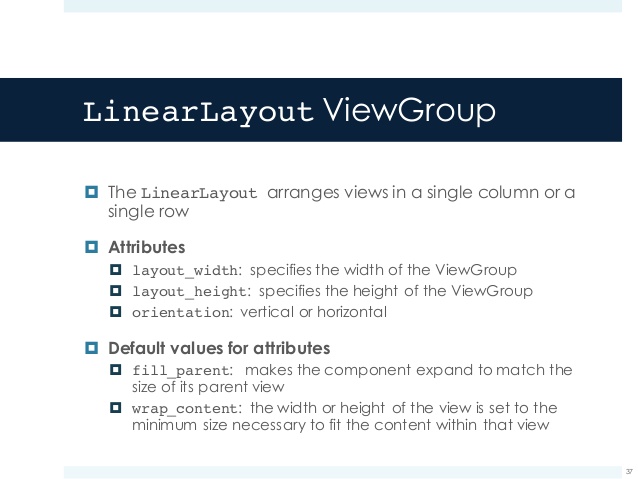 LinearLayout ViewGroup
The LinearLayout arranges views in a single column or a
single row
Attributes
layout_width: specifies the width of the ViewGroup
layout_height: specifies the height of the ViewGroup
orientation: vertical or horizontal
Default values for attributes
fill_parent: makes the component expand to match the
size of its parent view
wrap_content: the width or height of the view is set to the
minimum size necessary to fit the content within that view
37